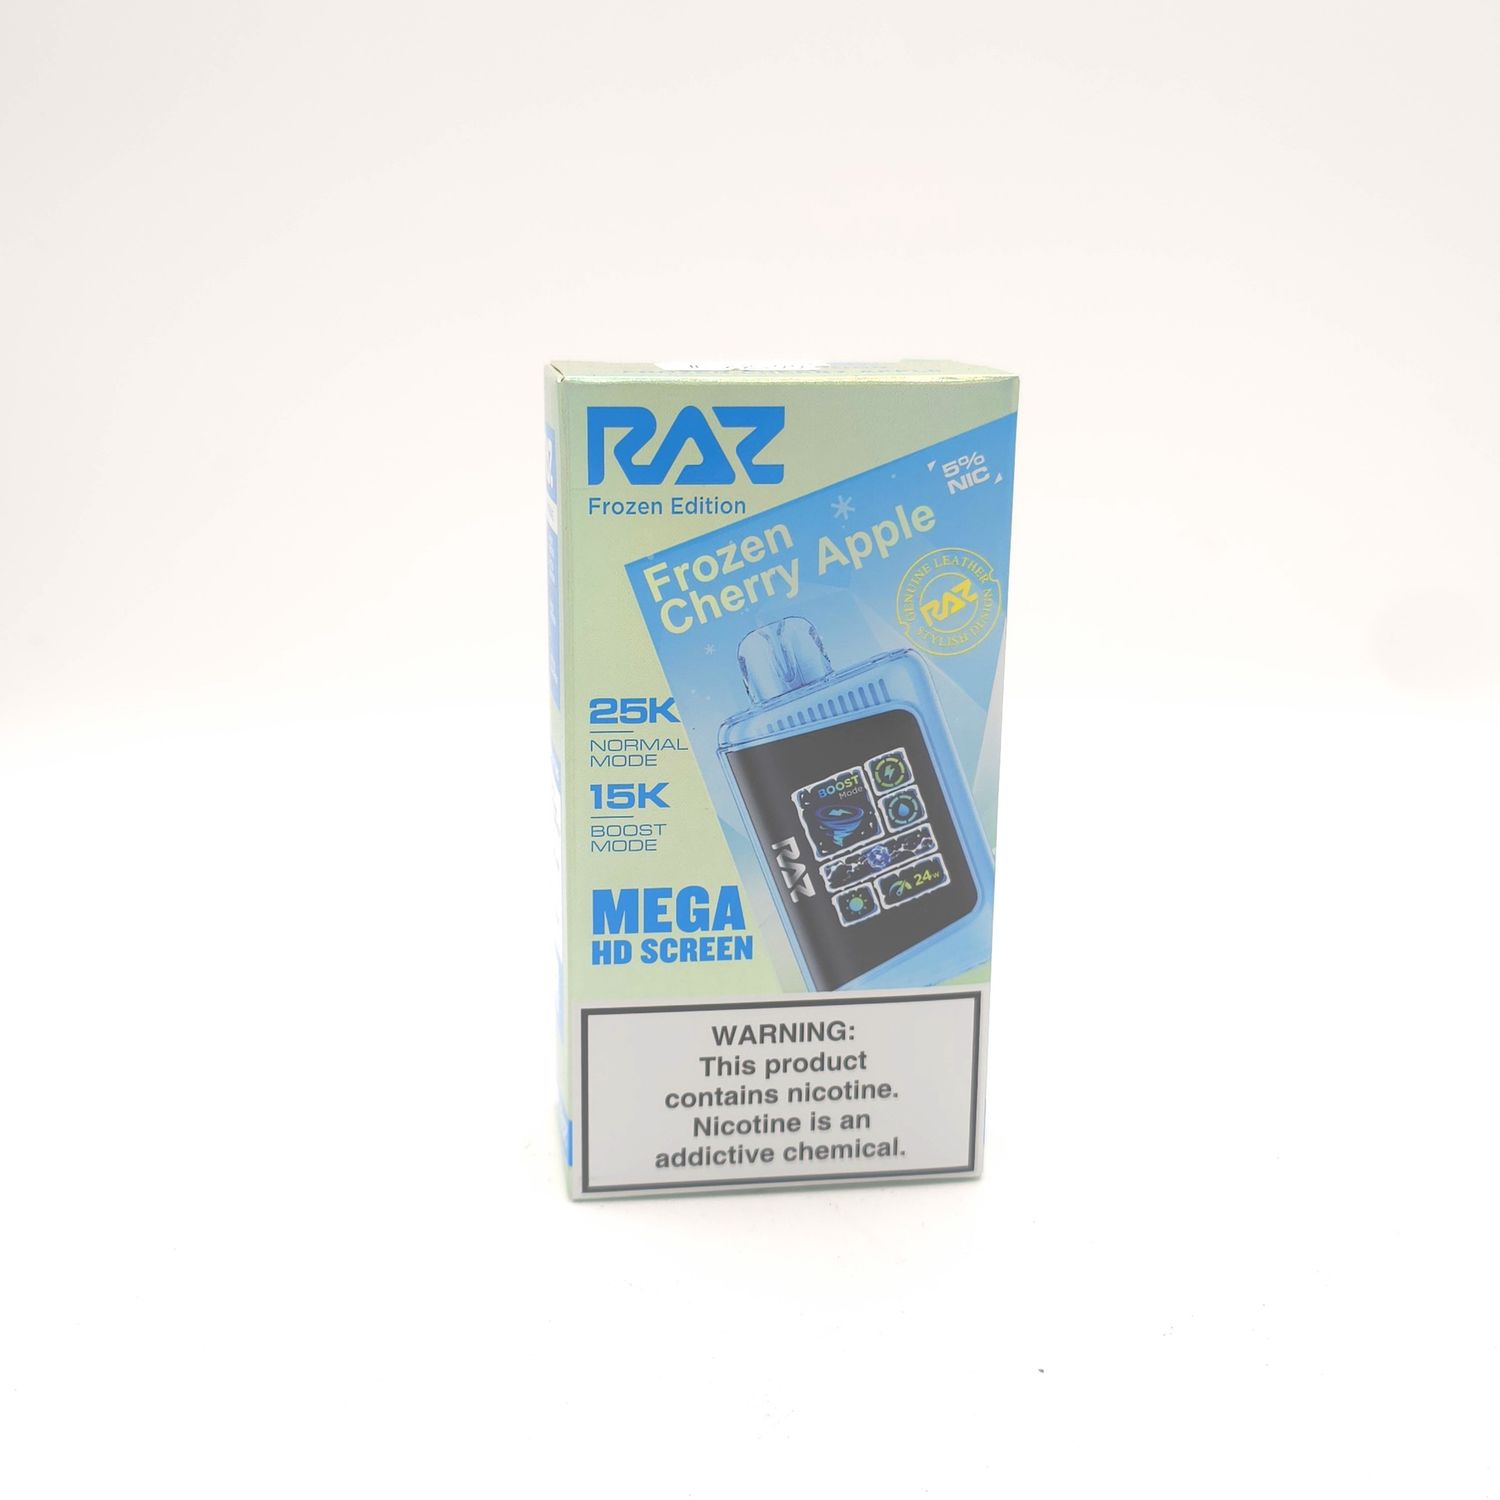 RAZ
Frozen Edition
5%
NIC
Frozen
Cherry Apple
GENUINE LEATHER
RAZ
STYLISH DESIGN
25K
NORMAL
MODE
15K
BOOST
MODE
BOOST
Mode
24W
RAZ
MEGA
HD SCREEN
WARNING:
This product
contains nicotine.
Nicotine is an
addictive chemical.